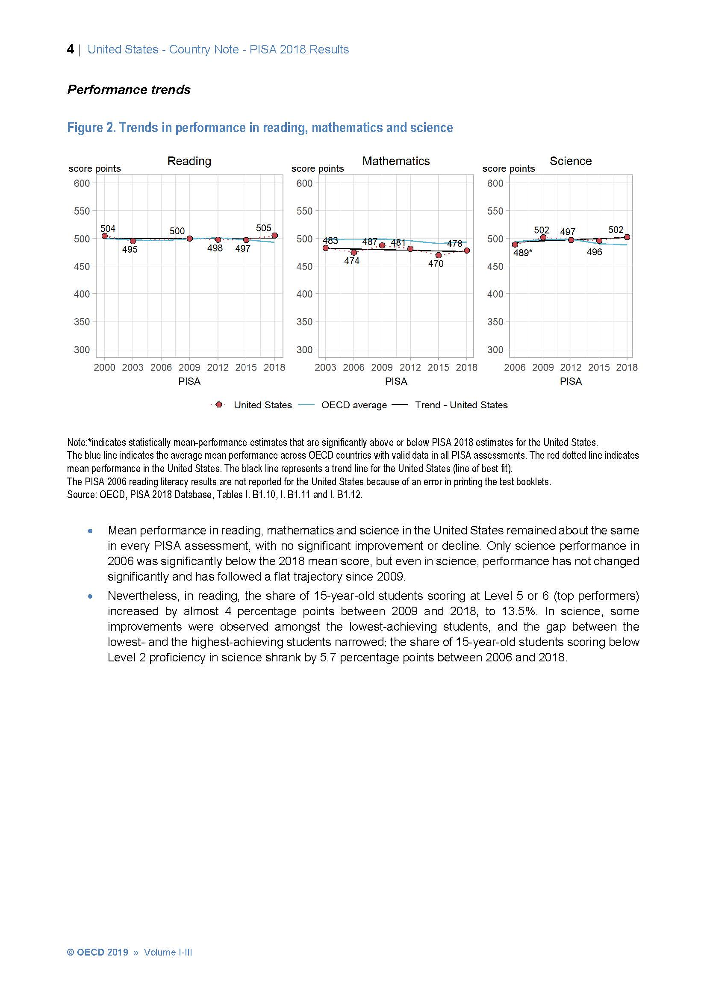 4 | United States - Country Note - PISA 2018 Results
Performance trends
Figure 2. Trends in performance in reading, mathematics and science
Reading
score points
600
550
500
450
400
350
300
504
495
500
498
497
505
2000 2003 2006 2009 2012 2015 2018
PISA
Mathematics
score points
600
550
500
450
400
350
300
483
474
487
481
470
478
2003 2006 2009 2012 2015 2018
PISA
Science
score points
600
550
500
450
400
350
300
489*
502
497
496
502
2006 2009 2012 2015 2018
PISA
United States OECD average Trend - United States
Note:*indicates statistically mean-performance estimates that are significantly above or below PISA 2018 estimates for the United States.
The blue line indicates the average mean performance across OECD countries with valid data in all PISA assessments. The red dotted line indicates
mean performance in the United States. The black line represents a trend line for the United States (line of best fit).
The PISA 2006 reading literacy results are not reported for the United States because of an error in printing the test booklets.
Source: OECD, PISA 2018 Database, Tables I. B1.10, I. B1.11 and I. B1.12.
• Mean performance in reading, mathematics and science in the United States remained about the same
in every PISA assessment, with no significant improvement or decline. Only science performance in
2006 was significantly below the 2018 mean score, but even in science, performance has not changed
significantly and has followed a flat trajectory since 2009.
• Nevertheless, in reading, the share of 15-year-old students scoring at Level 5 or 6 (top performers)
increased by almost 4 percentage points between 2009 and 2018, to 13.5%. In science, some
improvements were observed amongst the lowest-achieving students, and the gap between the
lowest- and the highest-achieving students narrowed; the share of 15-year-old students scoring below
Level 2 proficiency in science shrank by 5.7 percentage points between 2006 and 2018.
© OECD 2019 » Volume I-III